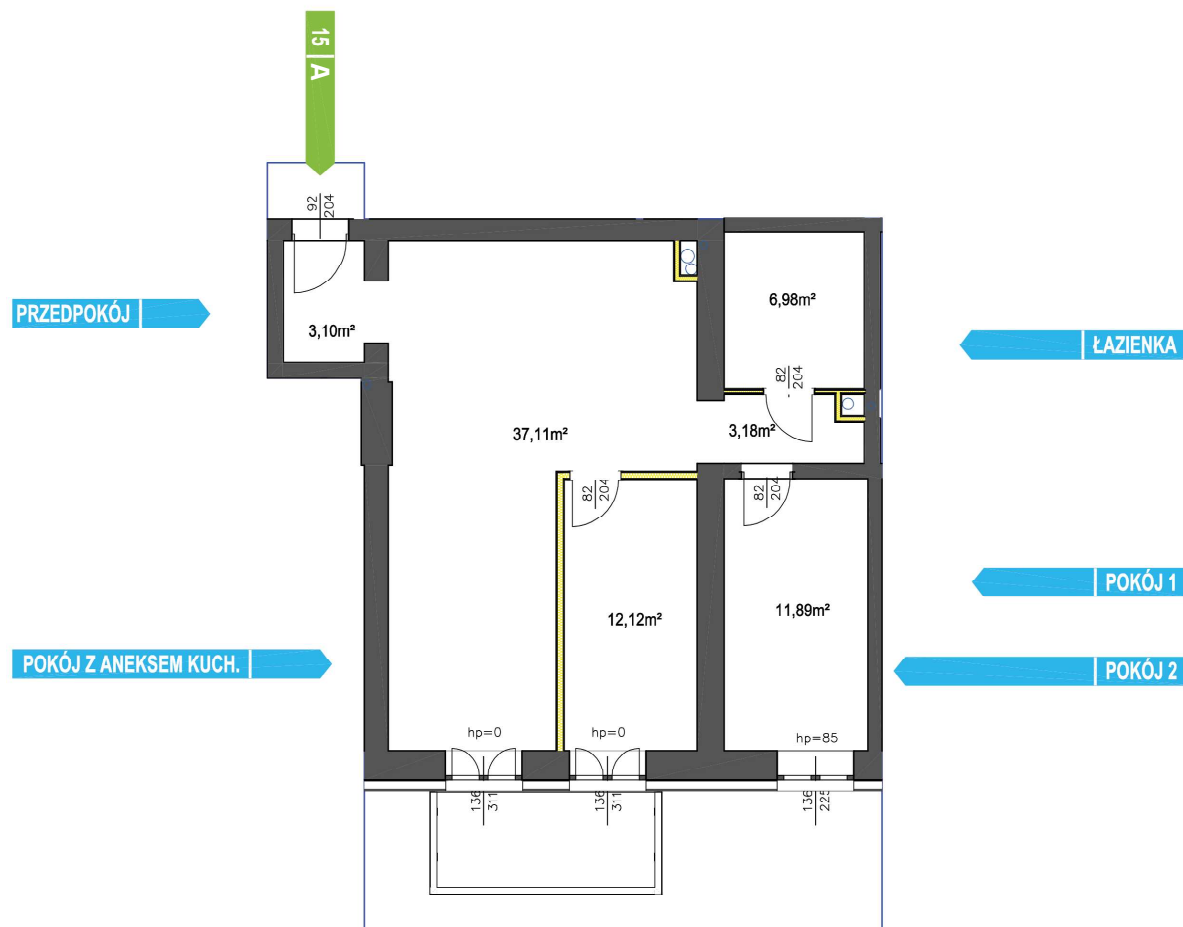 15 | A
92
204
PRZEDPOKÓJ
3,10m²
6,98m²
ŁAZIENKA
82
204
37,11m²
3,18m²
82
204
82
204
POKÓJ 1
12,12m²
11,89m²
POKÓJ Z ANEKSEM KUCH.
POKÓJ 2
hp=0
hp=0
hp=85
136
311
136
311
136
225